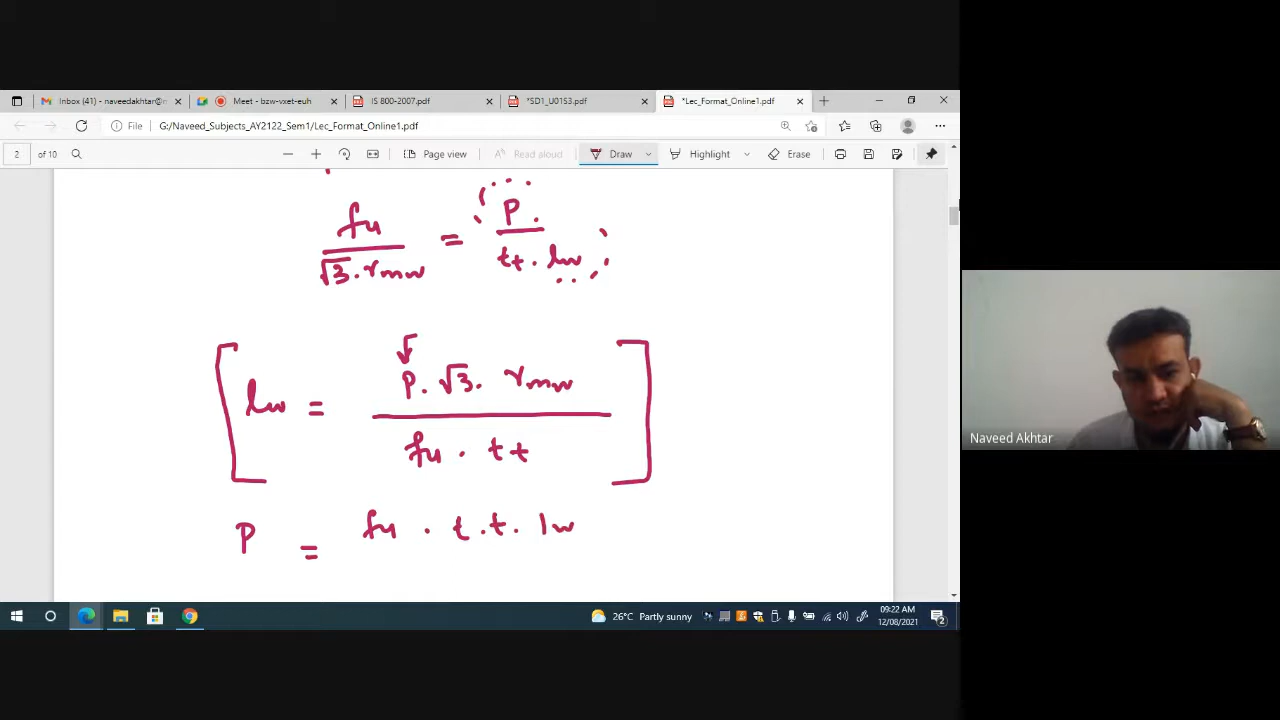 Inbox (41) - naveedakhtar@ Meet - bzw-vxet-euh IS 800-2007.pdf *SD1_U01S3.pdf *Lec_Format_Online1.pdf
File G:/Naveed_Subjects_AY2122_Sem1/Lec_Format_Online1.pdf
2 of 10 Page view Read aloud Draw Highlight Erase
fu / √3 . γmw = P. / tt . lw
lw = P. √3. γmw / fu . tt
P = fu . t.t. lw
Naveed Akhtar
26°C Partly sunny 09:22 AM
12/08/2021 2